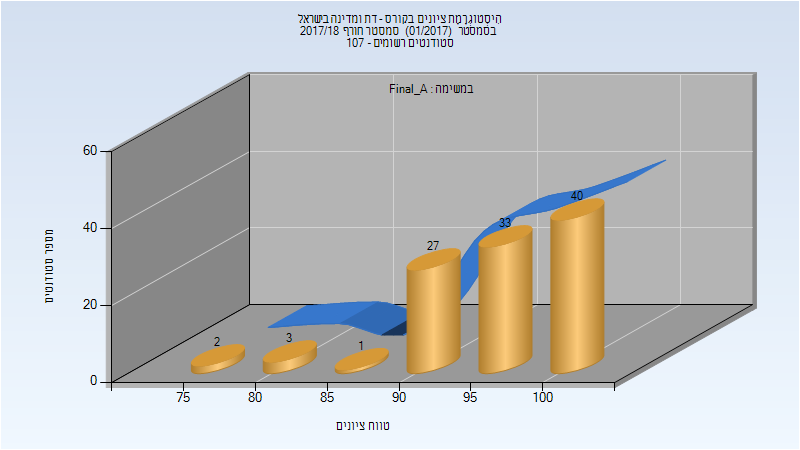 היסטוגרמת ציונים בקורס - דת ומדינה בישראל
בסמסטר (01/2017) סמסטר חורף 2017/18
סטודנטים רשומים - 107
במשימה : Final_A
60
40
20
0
מספר סטודנטים
2
3
1
27
33
40
75
80
85
90
95
100
טווח ציונים